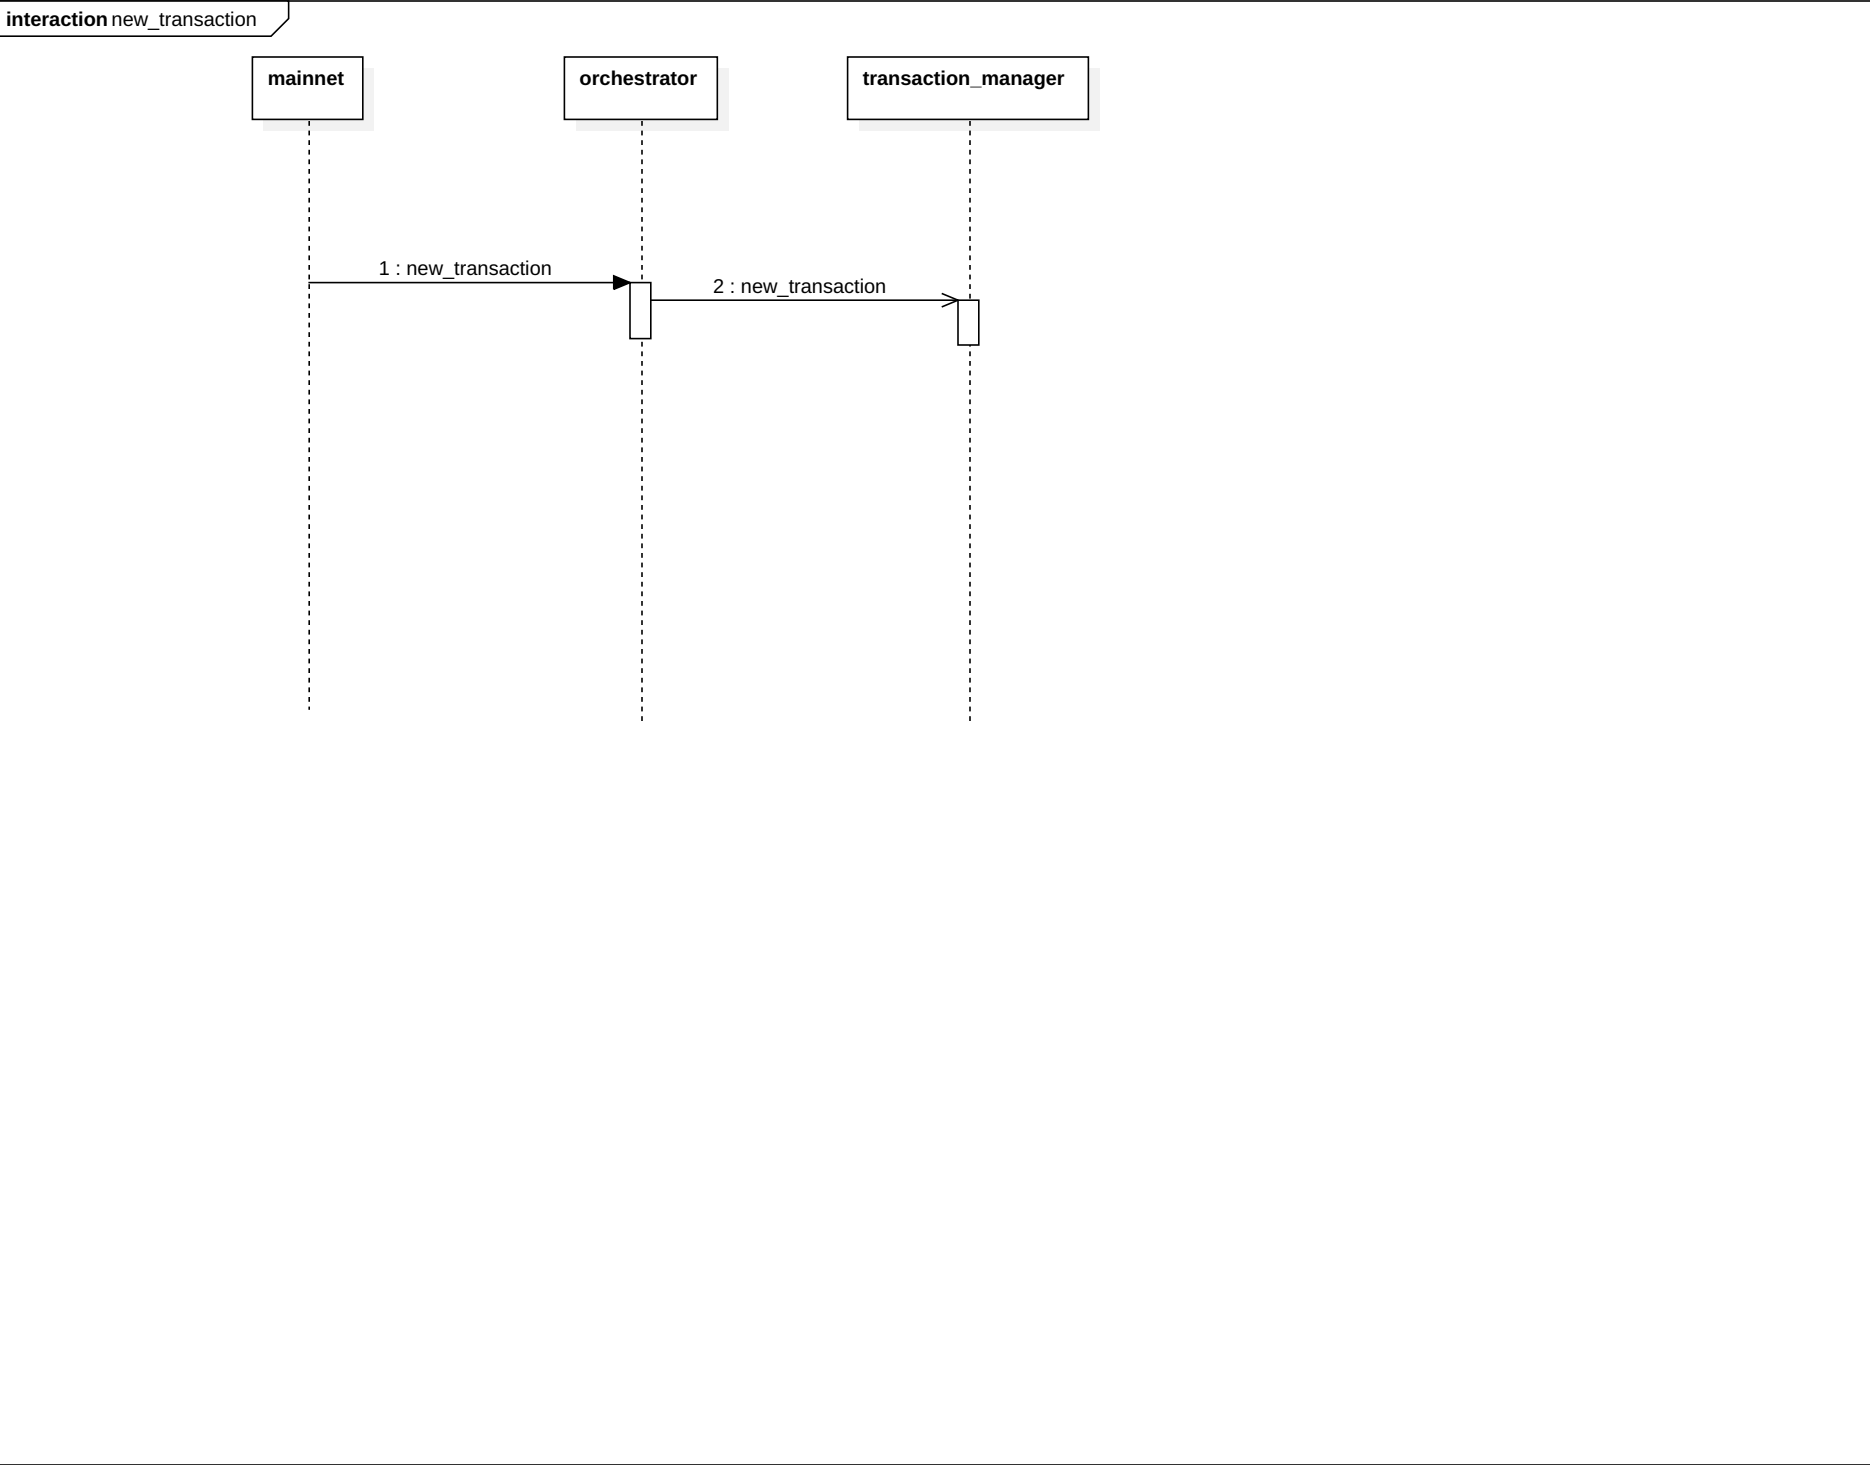 interaction new_transaction
mainnet
orchestrator
transaction_manager
1 : new_transaction
2 : new_transaction